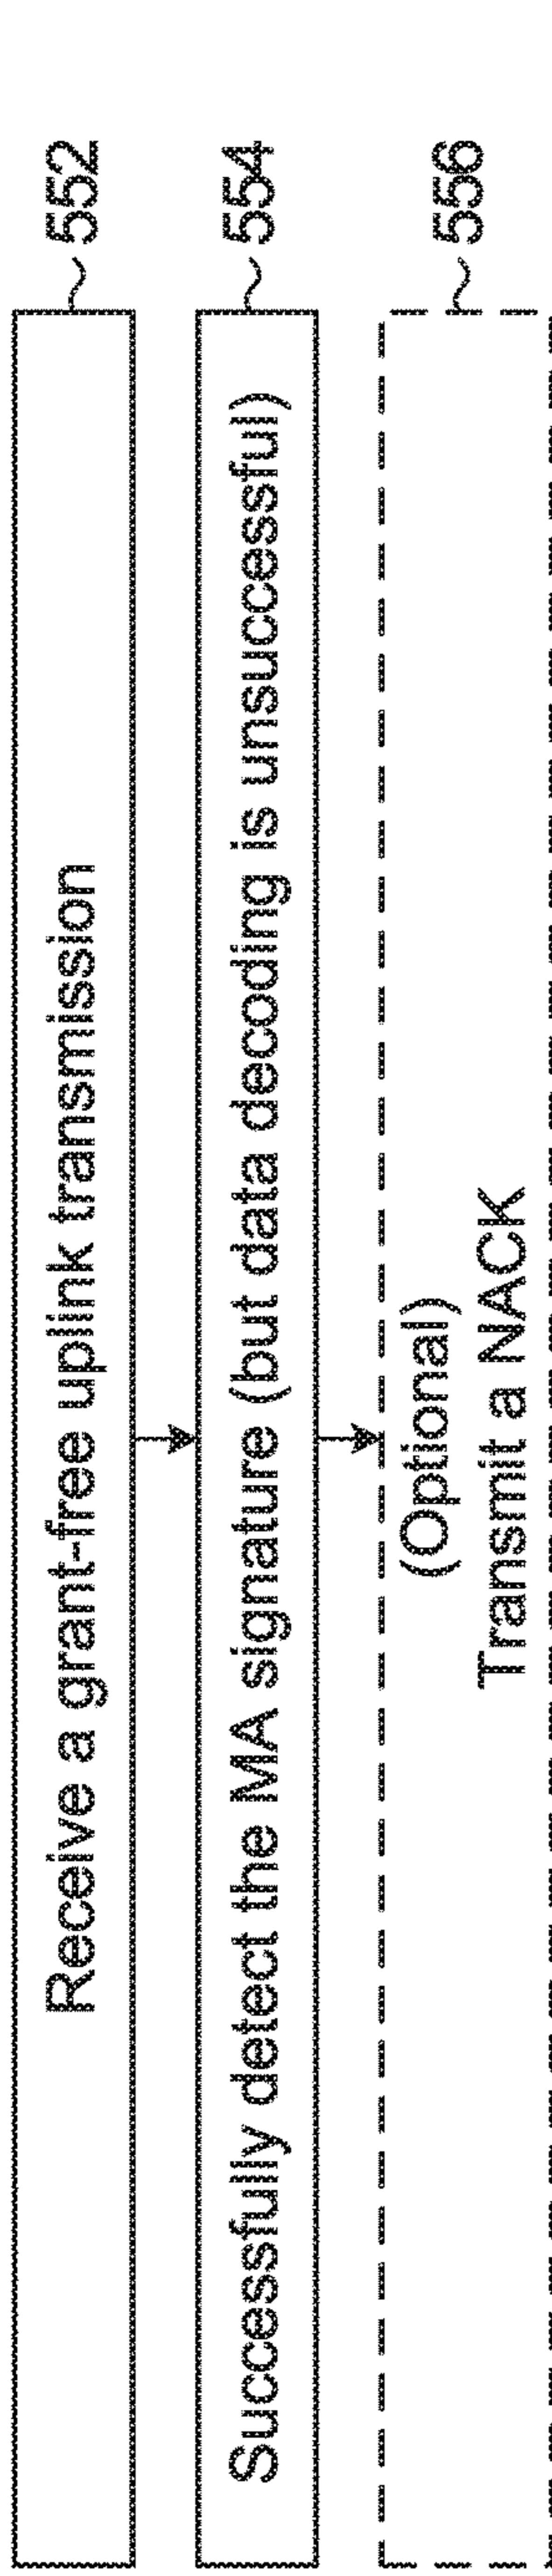 Receive a grant-free uplink transmission 552
Successfully detect the MA signature (but data decoding is unsuccessful) 554
(Optional) 556
Transmit a NACK